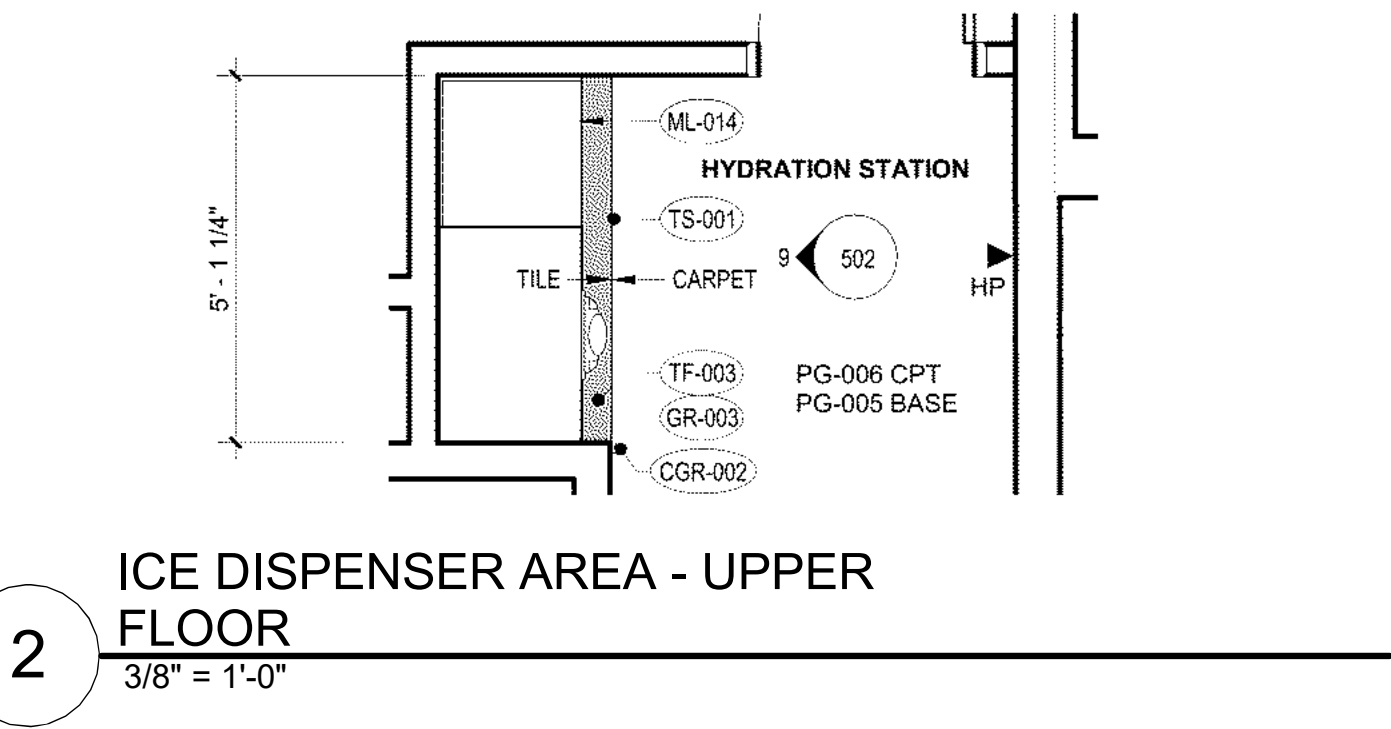 ML-014
HYDRATION STATION
TS-001
5' - 1 1/4"
9
502
TILE
CARPET
HP
TF-003
PG-006 CPT
GR-003
PG-005 BASE
CGR-002
2
ICE DISPENSER AREA - UPPER
FLOOR
3/8" = 1'-0"